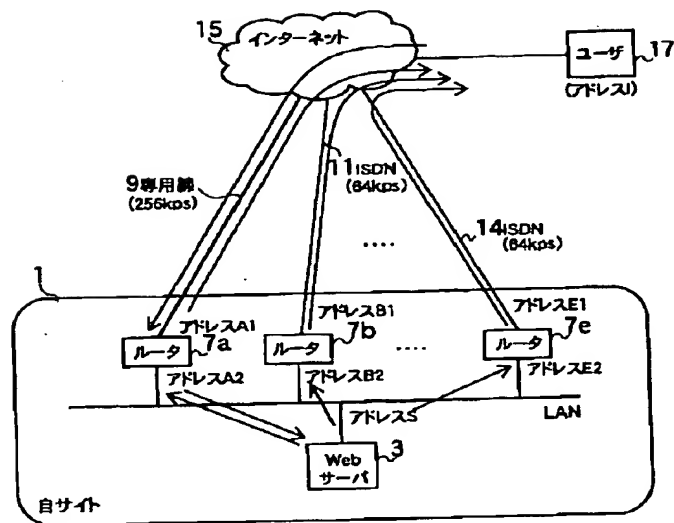 15
インターネット
ユーザ
17
(アドレスI)
9専用線
(256kps)
11 ISDN
(64kps)
‥‥
14 ISDN
(64kps)
1
アドレスA1
アドレスB1
アドレスE1
ルータ
7a
ルータ
7b
‥‥
ルータ
7e
アドレスA2
アドレスB2
アドレスE2
アドレスS
LAN
Web
サーバ
3
自サイト